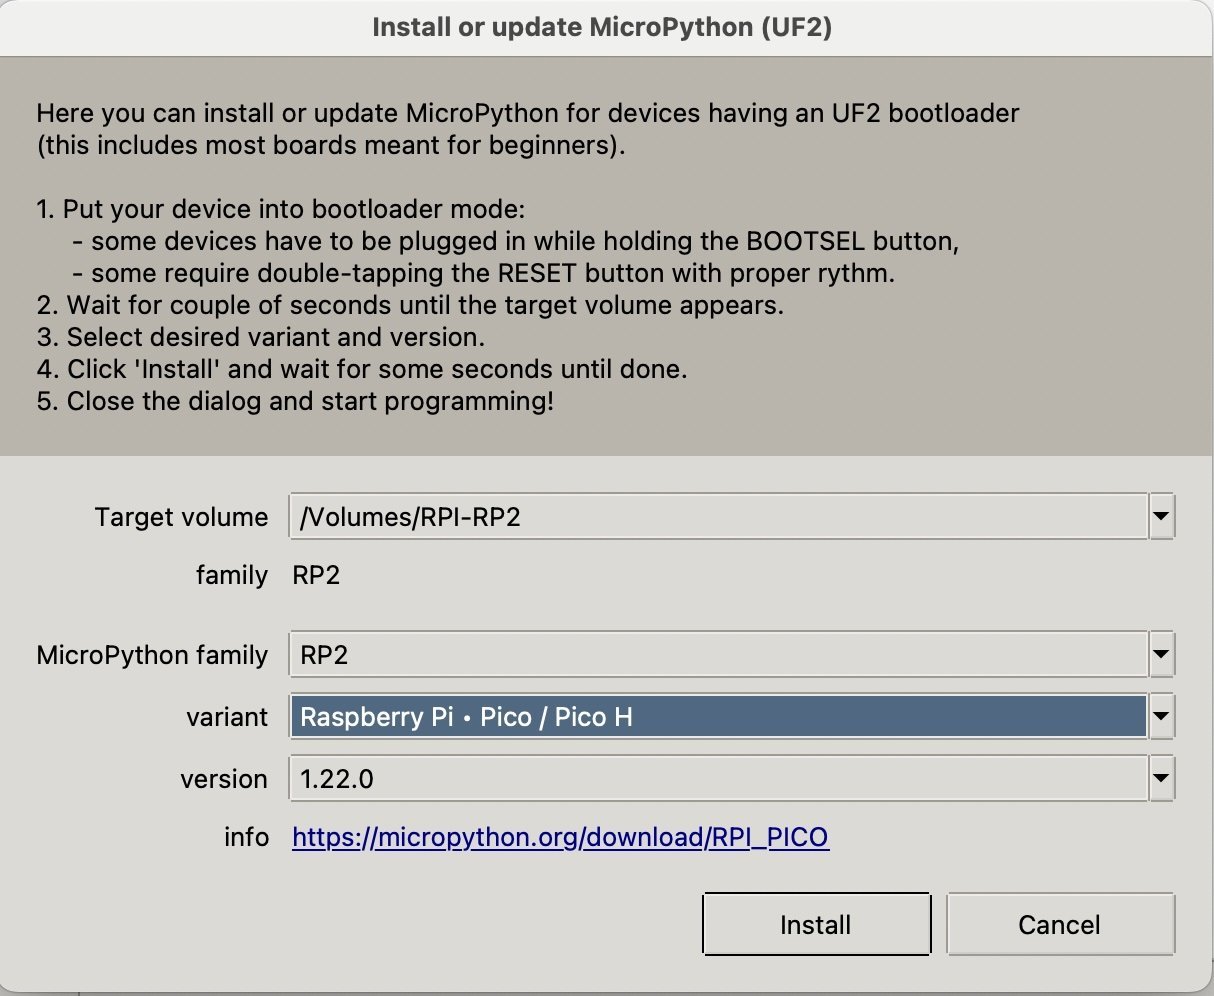 Install or update MicroPython (UF2)
Here you can install or update MicroPython for devices having an UF2 bootloader
(this includes most boards meant for beginners).
1. Put your device into bootloader mode:
- some devices have to be plugged in while holding the BOOTSEL button,
- some require double-tapping the RESET button with proper rythm.
2. Wait for couple of seconds until the target volume appears.
3. Select desired variant and version.
4. Click 'Install' and wait for some seconds until done.
5. Close the dialog and start programming!
Target volume /Volumes/RPI-RP2
family RP2
MicroPython family RP2
variant Raspberry Pi • Pico / Pico H
version 1.22.0
info https://micropython.org/download/RPI_PICO
Install Cancel